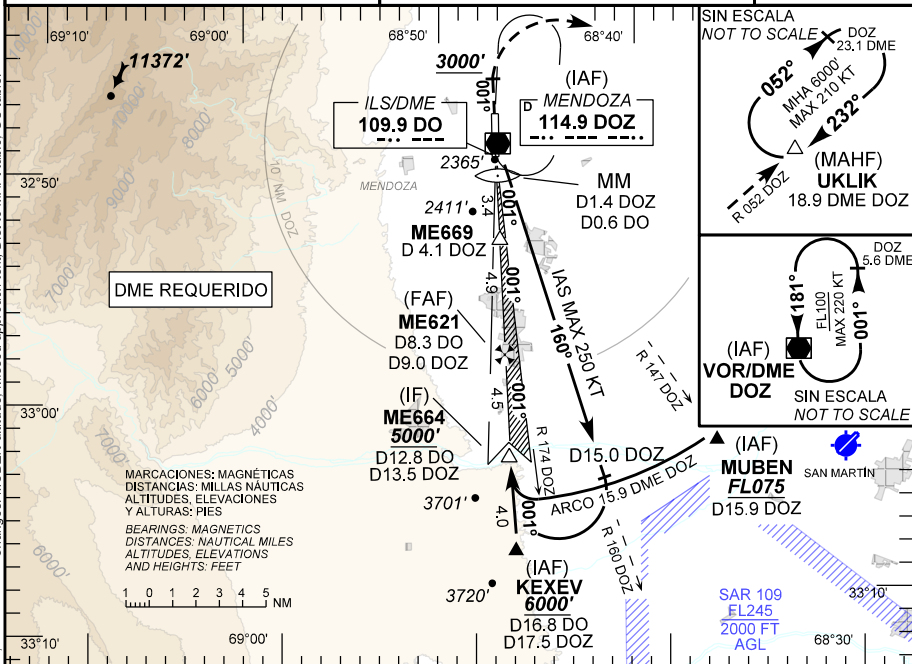 69°10'
68°50'
68°40'
SIN ESCALA
NOT TO SCALE
DOZ
23.1 DME
052°
MHA 6000'
MAX 210 KT
232°
(MAHF)
UKLIK
18.9 DME DOZ
R 052 DOZ
11372'
10000'
10000'
9000'
8000'
7000'
3000'
001°
(IAF)
ILS/DME
109.9 DO
D
MENDOZA
114.9 DOZ
2365'
32°50'
MENDOZA
10 NM DOZ
MM
D1.4 DOZ
D0.6 DO
2411'
3.4
001°
ME669
D 4.1 DOZ
DME REQUERIDO
4.9
001°
IAS MAX 250 KT
160°
(FAF)
ME621
D8.3 DO
D9.0 DOZ
DOZ
5.6 DME
181°
FL100
MAX 220 KT
001°
(IAF)
VOR/DME
DOZ
SIN ESCALA
NOT TO SCALE
R 147 DOZ
6000'
5000'
4000'
7000'
33°00'
4.5
001°
(IF)
ME664
5000'
D12.8 DO
D13.5 DOZ
R 174 DOZ
D15.0 DOZ
ARCO 15.9 DME DOZ
(IAF)
MUBEN
FL075
D15.9 DOZ
SAN MARTÍN
MARCACIONES: MAGNÉTICAS
DISTANCIAS: MILLAS NÁUTICAS
ALTITUDES, ELEVACIONES
Y ALTURAS: PIES
BEARINGS: MAGNETICS
DISTANCES: NAUTICAL MILES
ALTITUDES, ELEVATIONS
AND HEIGHTS: FEET
1 0 1 2 3 4 5 NM
6000'
3701'
4.0
001°
R 160 DOZ
3720'
(IAF)
KEXEV
6000'
D16.8 DO
D17.5 DOZ
SAR 109
FL245
2000 FT
AGL
33°10'
33°10'
69°00'
68°30'